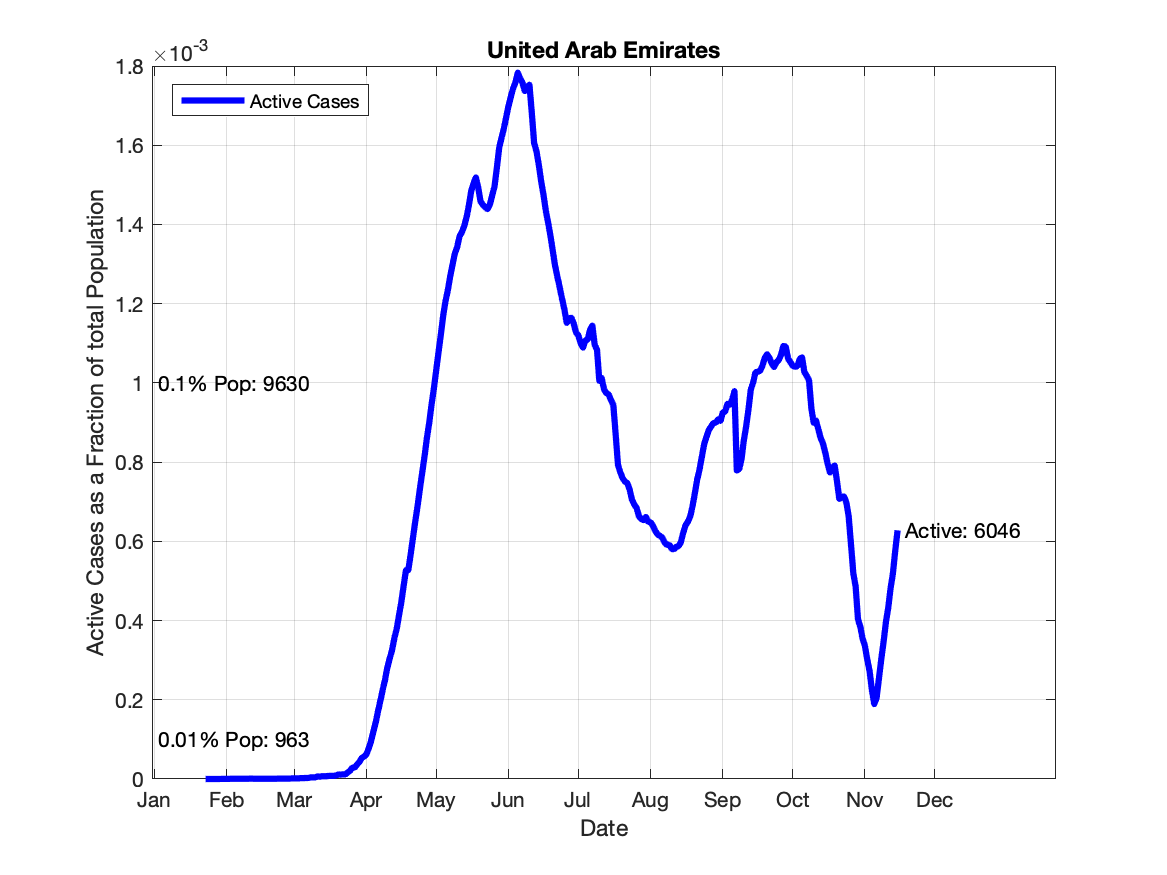 United Arab Emirates
×10-3
1.8
1.6
1.4
1.2
1
0.8
0.6
0.4
0.2
0
Active Cases as a Fraction of total Population
Active Cases
0.1% Pop: 9630
0.01% Pop: 963
Active: 6046
Jan Feb Mar Apr May Jun Jul Aug Sep Oct Nov Dec
Date